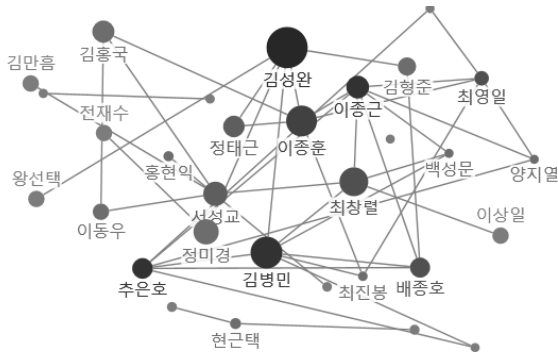 김홍국
김만흠
김성완
김형준
이종근
최영일
전재수
정태근
이종훈
홍현익
백성문
양지열
왕선택
서성교
최창렬
이동우
정미경
이상일
추은호
김병민
최진봉
배종호
현근택